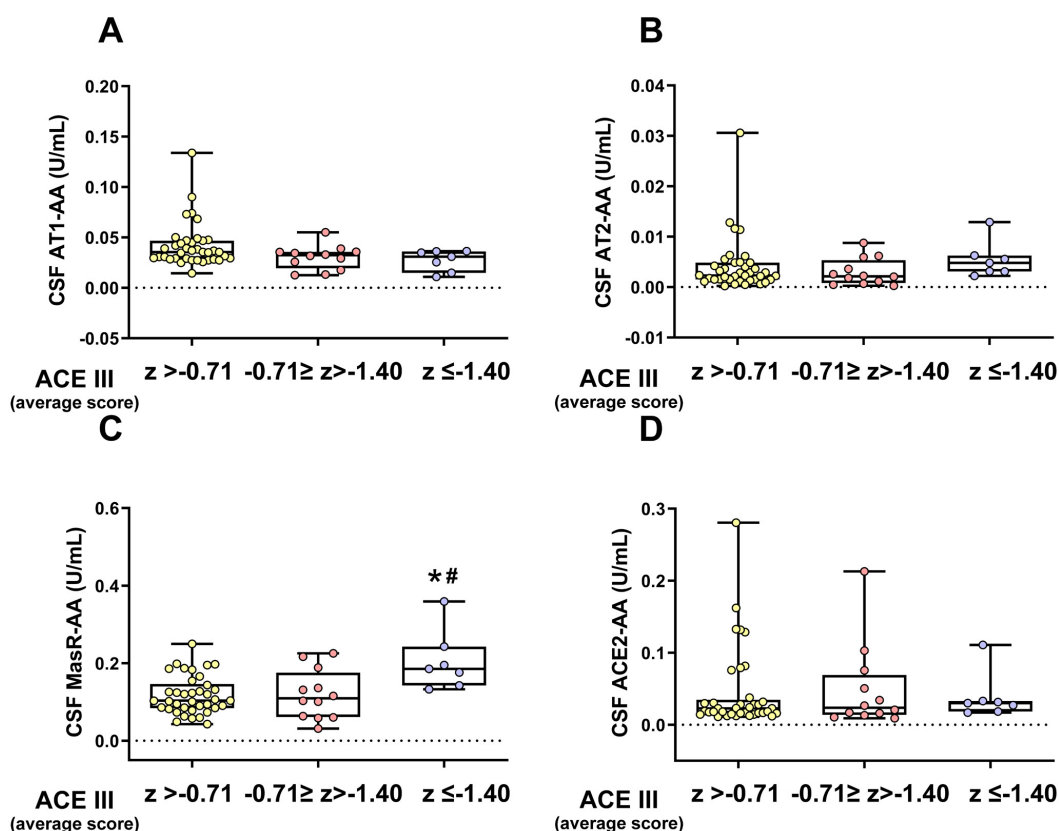 A
CSF AT1-AA (U/mL)
0.20
0.15
0.10
0.05
0.00
-0.05
ACE III
(average score)
z >-0.71
-0.71≥ z>-1.40
z ≤-1.40
B
CSF AT2-AA (U/mL)
0.04
0.03
0.02
0.01
0.00
-0.01
ACE III
(average score)
z >-0.71
-0.71≥ z>-1.40
z ≤-1.40
C
CSF MasR-AA (U/mL)
0.6
0.4
0.2
0.0
*#
ACE III
(average score)
z >-0.71
-0.71≥ z>-1.40
z ≤-1.40
D
CSF ACE2-AA (U/mL)
0.3
0.2
0.1
0.0
ACE III
(average score)
z >-0.71
-0.71≥ z>-1.40
z ≤-1.40